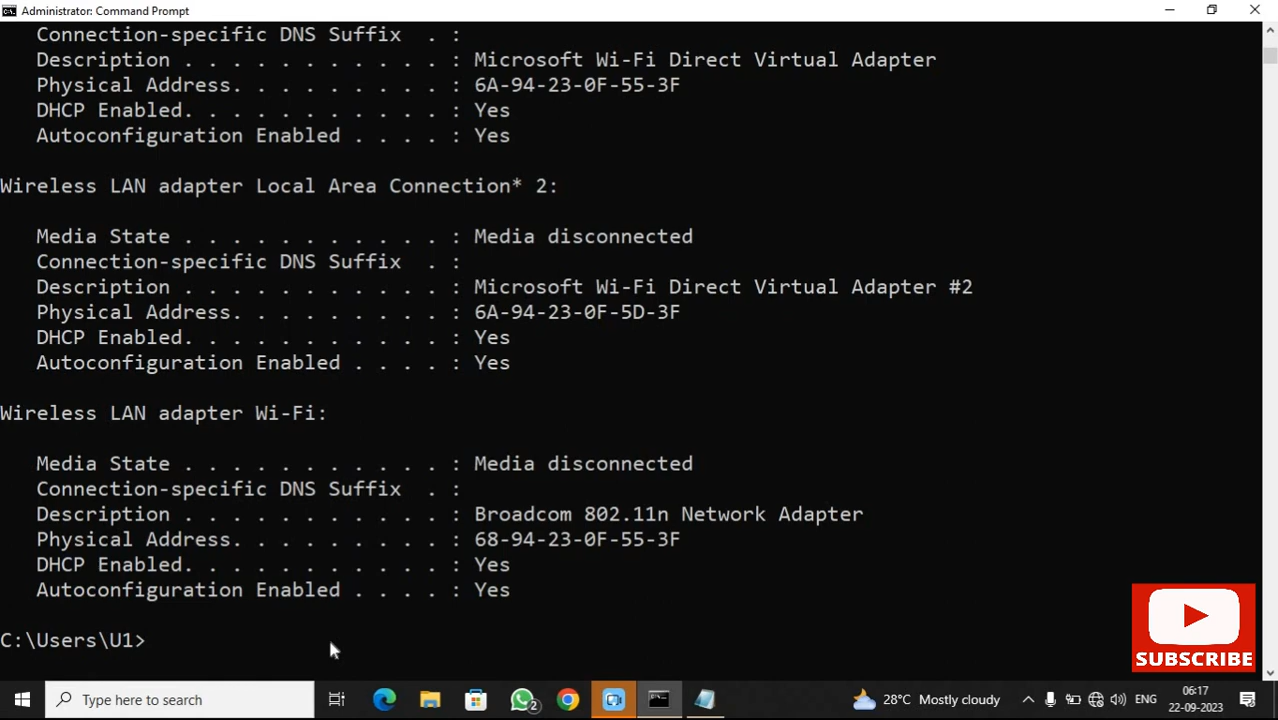 Administrator: Command Prompt
Connection-specific DNS Suffix  . :
Description . . . . . . . . . . . : Microsoft Wi-Fi Direct Virtual Adapter
Physical Address. . . . . . . . . : 6A-94-23-0F-55-3F
DHCP Enabled. . . . . . . . . . . : Yes
Autoconfiguration Enabled . . . . : Yes
Wireless LAN adapter Local Area Connection* 2:
Media State . . . . . . . . . . . : Media disconnected
Connection-specific DNS Suffix  . :
Description . . . . . . . . . . . : Microsoft Wi-Fi Direct Virtual Adapter #2
Physical Address. . . . . . . . . : 6A-94-23-0F-5D-3F
DHCP Enabled. . . . . . . . . . . : Yes
Autoconfiguration Enabled . . . . : Yes
Wireless LAN adapter Wi-Fi:
Media State . . . . . . . . . . . : Media disconnected
Connection-specific DNS Suffix  . :
Description . . . . . . . . . . . : Broadcom 802.11n Network Adapter
Physical Address. . . . . . . . . : 68-94-23-0F-55-3F
DHCP Enabled. . . . . . . . . . . : Yes
Autoconfiguration Enabled . . . . : Yes
C:\Users\U1>
SUBSCRIBE
Type here to search
2
28°C Mostly cloudy
ENG
06:17
22-09-2023